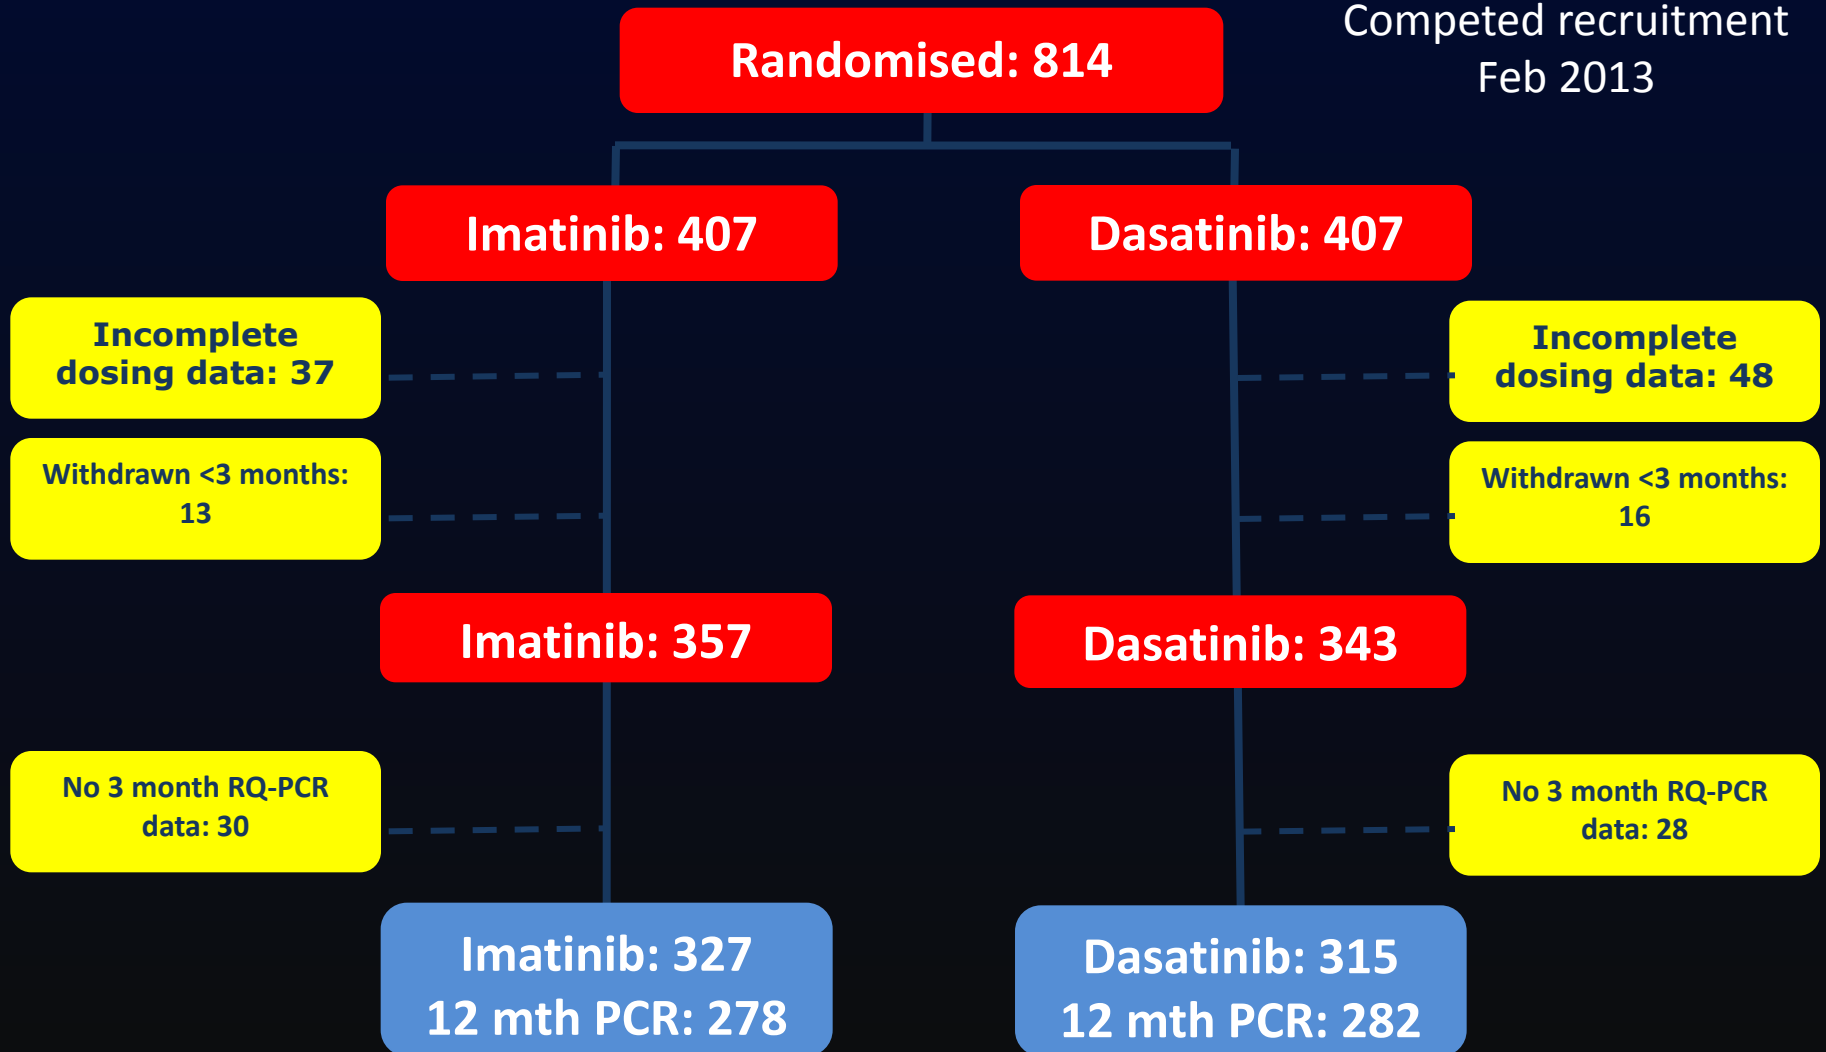 Competed recruitment
Feb 2013
Randomised: 814
Imatinib: 407
Dasatinib: 407
Incomplete
dosing data: 37
Incomplete
dosing data: 48
Withdrawn <3 months:
13
Withdrawn <3 months:
16
Imatinib: 357
Dasatinib: 343
No 3 month RQ-PCR
data: 30
No 3 month RQ-PCR
data: 28
Imatinib: 327
12 mth PCR: 278
Dasatinib: 315
12 mth PCR: 282